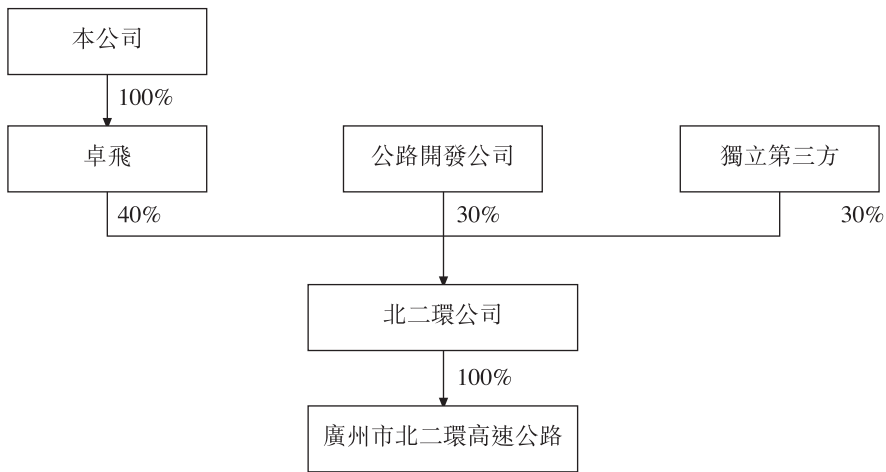 本公司
100%
卓飛
公路開發公司
獨立第三方
40%
30%
30%
北二環公司
100%
廣州市北二環高速公路